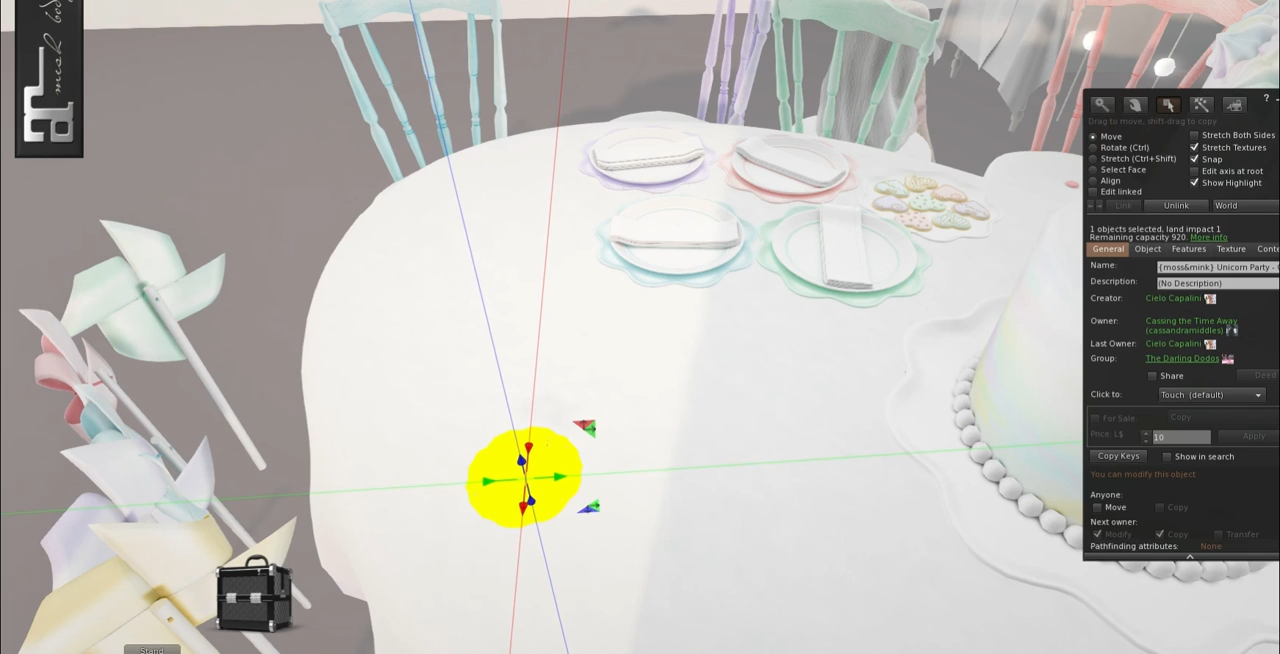 mesh body
?
Drag to move, shift-drag to copy
Move
Rotate (Ctrl)
Stretch (Ctrl+Shift)
Select Face
Align
Edit linked
Stretch Both Sides
Stretch Textures
Snap
Edit axis at root
Show Highlight
Link
Unlink
World
1 objects selected, land impact 1
Remaining capacity 920. More info
General Object Features Texture Conte
Name: {moss&mink} Unicorn Party -
Description: (No Description)
Creator: Cielo Capalini
Owner: Cassing the Time Away
(cassandramiddles)
Last Owner: Cielo Capalini
Group: The Darling Dodos
Share
Deed
Click to: Touch (default)
For Sale: Copy
Price: L$ 10 Apply
Copy Keys Show in search
You can modify this object
Anyone:
Move Copy
Next owner:
Modify Copy Transfer
Pathfinding attributes: None
Stand